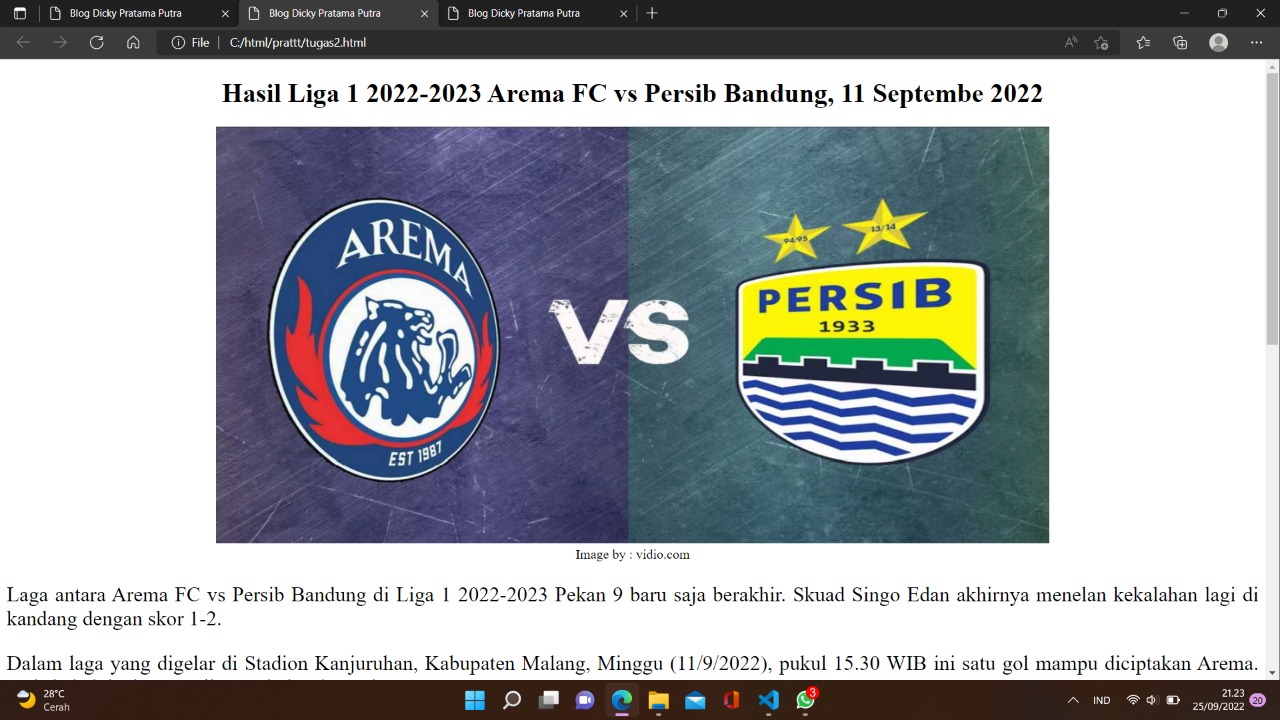 Blog Dicky Pratama Putra
Blog Dicky Pratama Putra
Blog Dicky Pratama Putra
File
C:/html/prattt/tugas2.html
Hasil Liga 1 2022-2023 Arema FC vs Persib Bandung, 11 Septembe 2022
AREMA
EST 1987
VS
94/95
13/14
PERSIB
1933
Image by : vidio.com
Laga antara Arema FC vs Persib Bandung di Liga 1 2022-2023 Pekan 9 baru saja berakhir. Skuad Singo Edan akhirnya menelan kekalahan lagi di
kandang dengan skor 1-2.
Dalam laga yang digelar di Stadion Kanjuruhan, Kabupaten Malang, Minggu (11/9/2022), pukul 15.30 WIB ini satu gol mampu diciptakan Arema.
28°C
Cerah
3
IND
21.23
25/09/2022
20